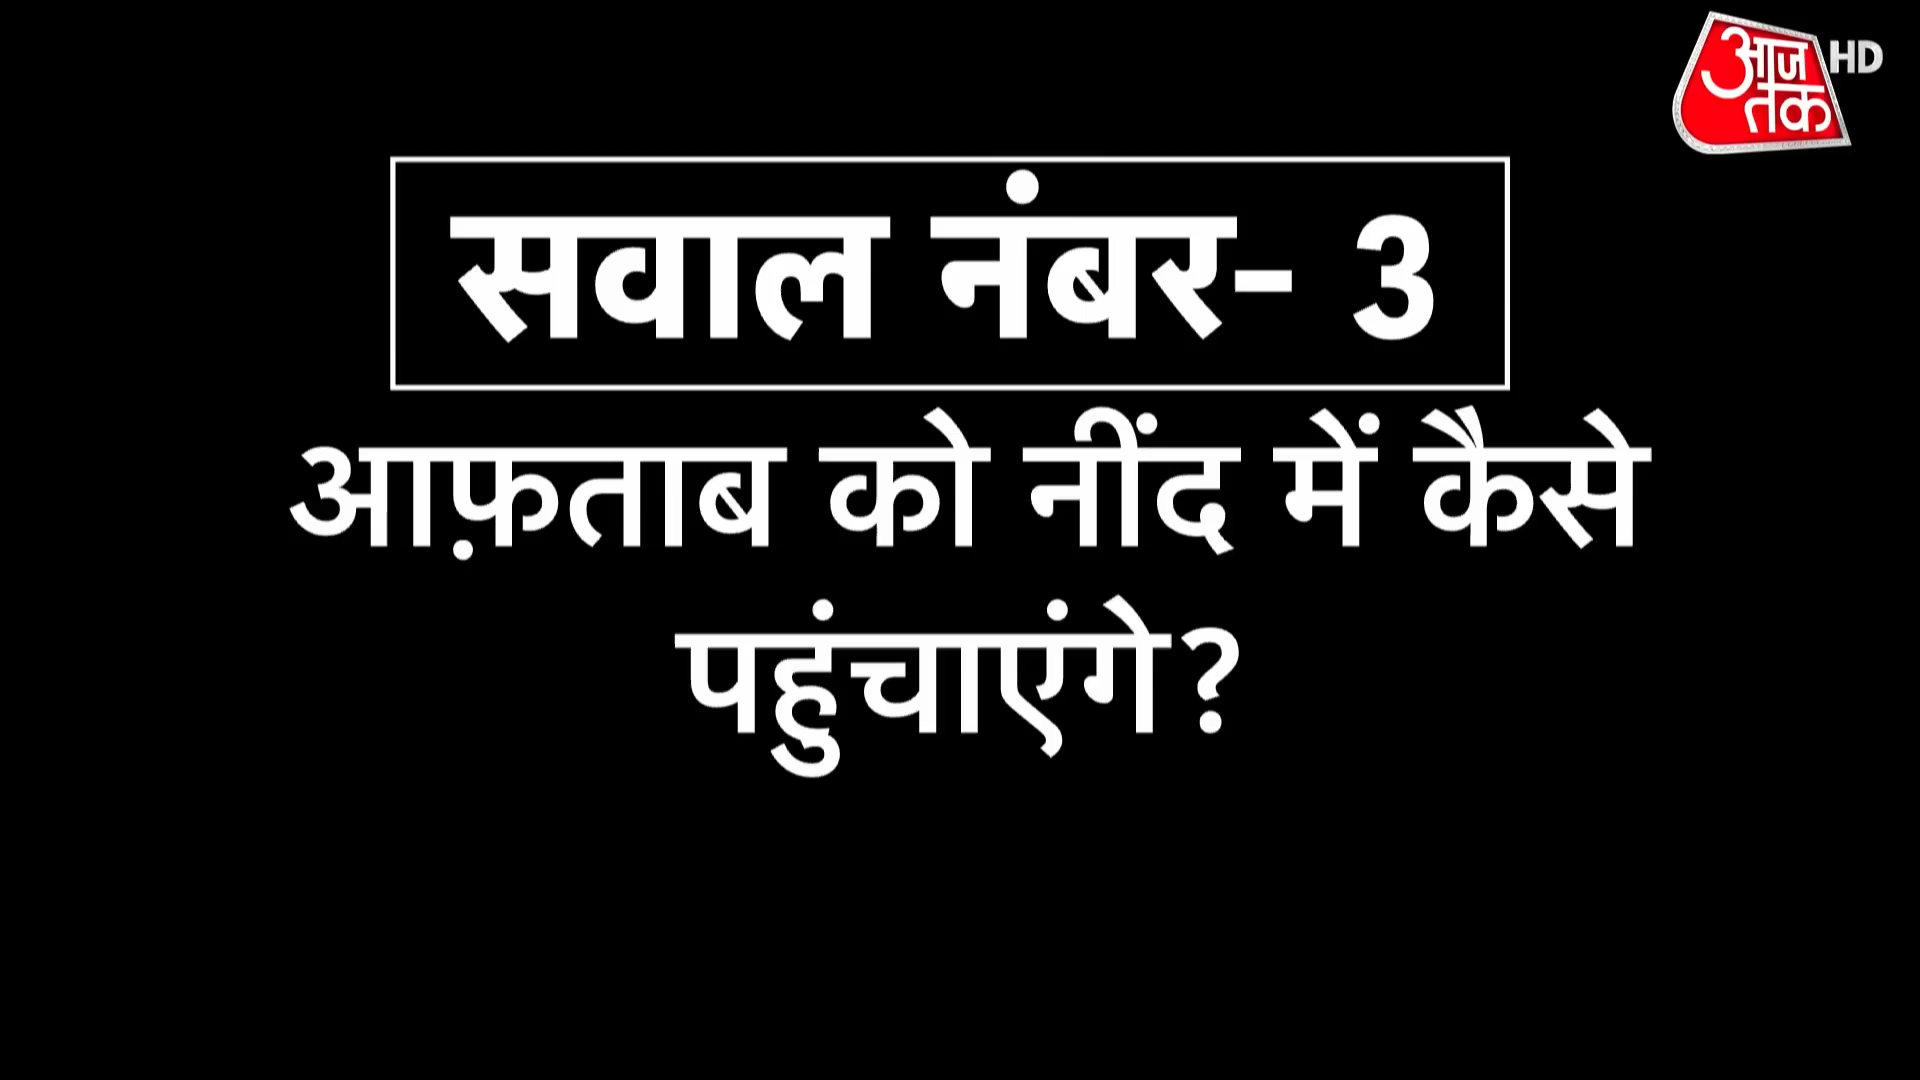 आज
तक HD
सवाल नंबर- 3
आफ़ताब को नींद में कैसे
पहुंचाएंगे?